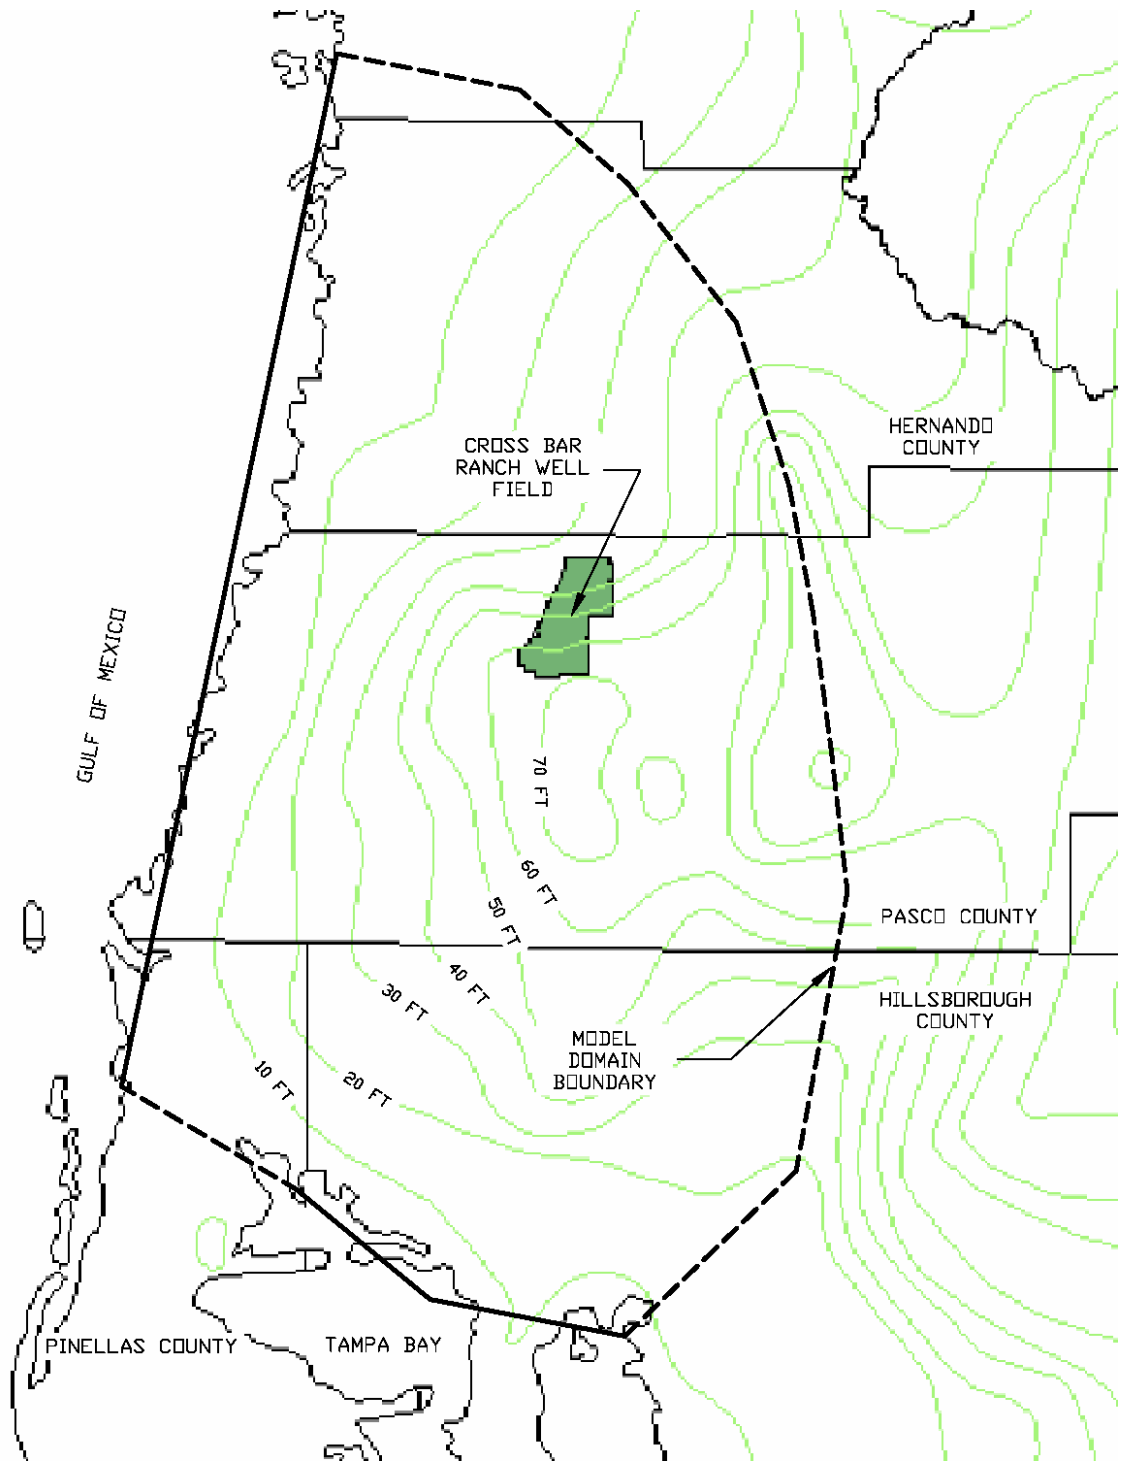 HERNANDO
COUNTY
CROSS BAR
RANCH WELL
FIELD
GULF OF MEXICO
70 FT
60 FT
50 FT
PASCO COUNTY
40 FT
30 FT
HILLSBOROUGH
COUNTY
MODEL
DOMAIN
BOUNDARY
10 FT
20 FT
PINELLAS COUNTY
TAMPA BAY